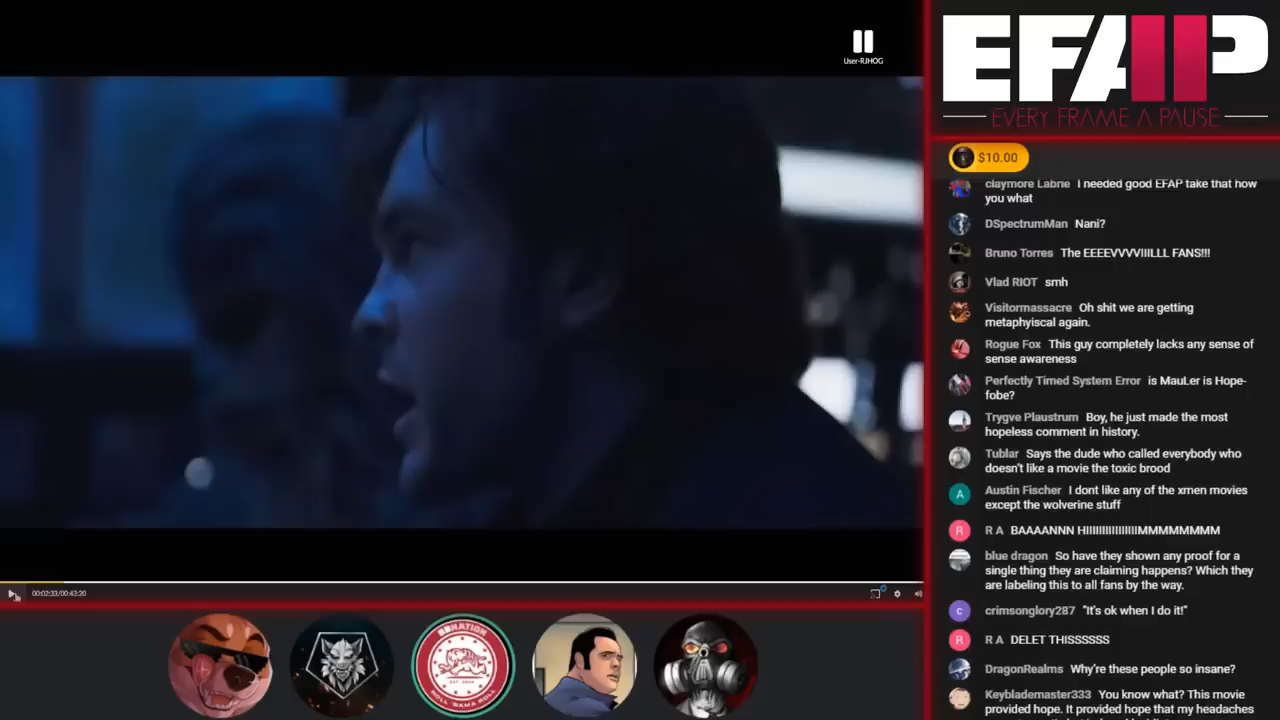 User-RJHOG
EFAP
EVERY FRAME A PAUSE
$10.00
claymore Labrie I needed good EFAP take that how
you what
DSpectrumMan Nani?
Bruno Torres The EEEEVVVVIIILLL FANS!!!
Vlad RIOT smh
Visitormassacre Oh shit we are getting
metaphyiscal again.
Rogue Fox This guy completely lacks any sense of
sense awareness
Perfectly Timed System Error is MauLer is Hope-
fobe?
Trygve Plaustrum Boy, he just made the most
hopeless comment in history.
Tublar Says the dude who called everybody who
doesn't like a movie the toxic brood
A
Austin Fischer I dont like any of the xmen movies
except the wolverine stuff
R
R A BAAAANNN HIIIIIIIIIIIIIIIIIMMMMMMMM
blue dragon So have they shown any proof for a
single thing they are claiming happens? Which they
are labeling this to all fans by the way.
c
crimsonglory287 "It's ok when I do it!"
R
R A DELET THISSSSSS
DragonRealms Why're these people so insane?
Keyblademaster333 You know what? This movie
provided hope. It provided hope that my headaches
00:02:33/00:43:20
ROLL 'BAMA ROLL